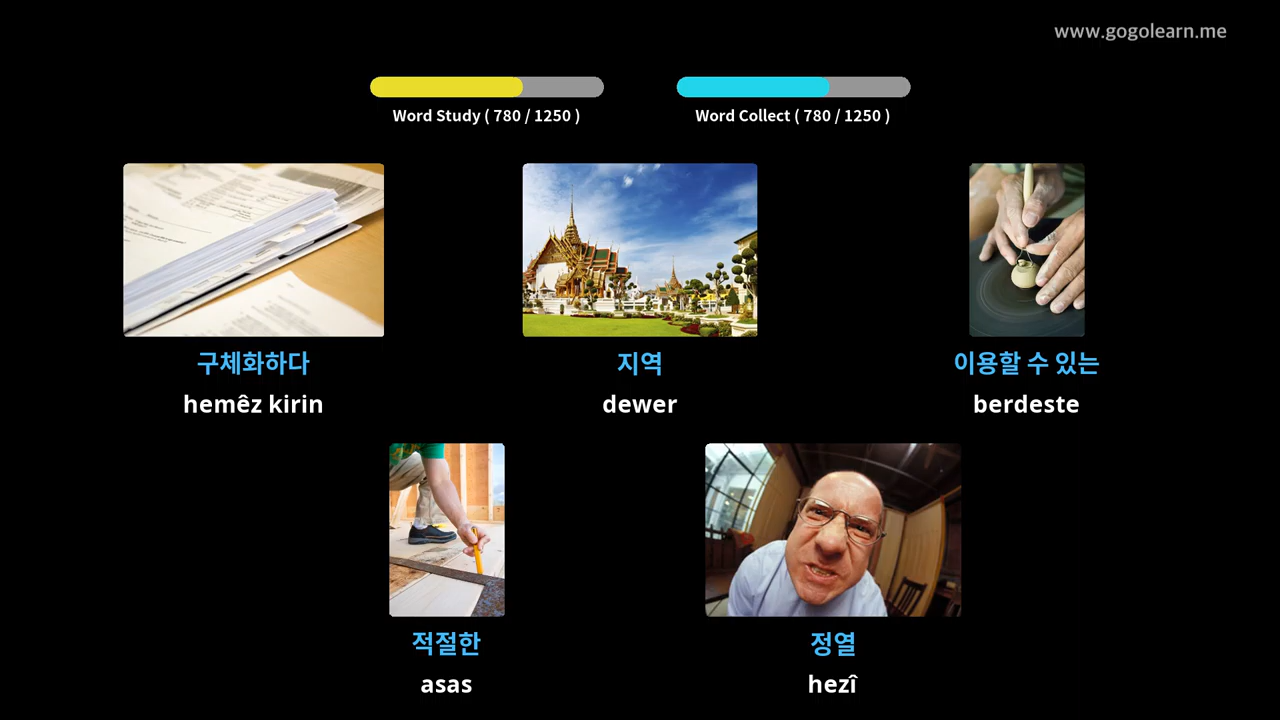 www.gogolearn.me
Word Study ( 780 / 1250 )
Word Collect ( 780 / 1250 )
구체화하다
hemêz kirin
지역
dewer
이용할 수 있는
berdeste
적절한
asas
정열
hezî